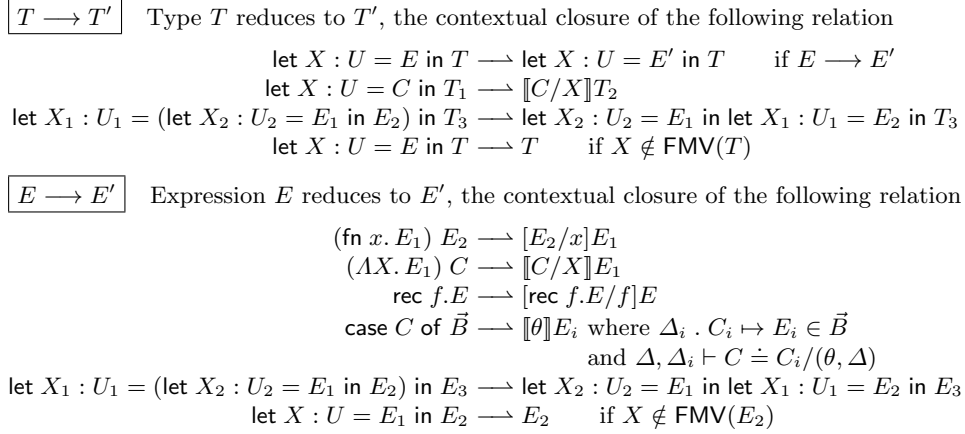 T ⟶ T′ Type T reduces to T′, the contextual closure of the following relation
let X : U = E in T ⟶ let X : U = E′ in T if E ⟶ E′
let X : U = C in T₁ ⟶ ⟦C/X⟧T₂
let X₁ : U₁ = (let X₂ : U₂ = E₁ in E₂) in T₃ ⟶ let X₂ : U₂ = E₁ in let X₁ : U₁ = E₂ in T₃
let X : U = E in T ⟶ T if X ∉ FMV(T)
E ⟶ E′ Expression E reduces to E′, the contextual closure of the following relation
(fn x. E₁) E₂ ⟶ [E₂/x]E₁
(ΛX. E₁) C ⟶ ⟦C/X⟧E₁
rec f.E ⟶ [rec f.E/f]E
case C of B⃗ ⟶ ⟦θ⟧Eᵢ where Δᵢ . Cᵢ ↦ Eᵢ ∈ B⃗
and Δ, Δᵢ ⊢ C ≐ Cᵢ/(θ, Δ)
let X₁ : U₁ = (let X₂ : U₂ = E₁ in E₂) in E₃ ⟶ let X₂ : U₂ = E₁ in let X₁ : U₁ = E₂ in E₃
let X : U = E₁ in E₂ ⟶ E₂ if X ∉ FMV(E₂)